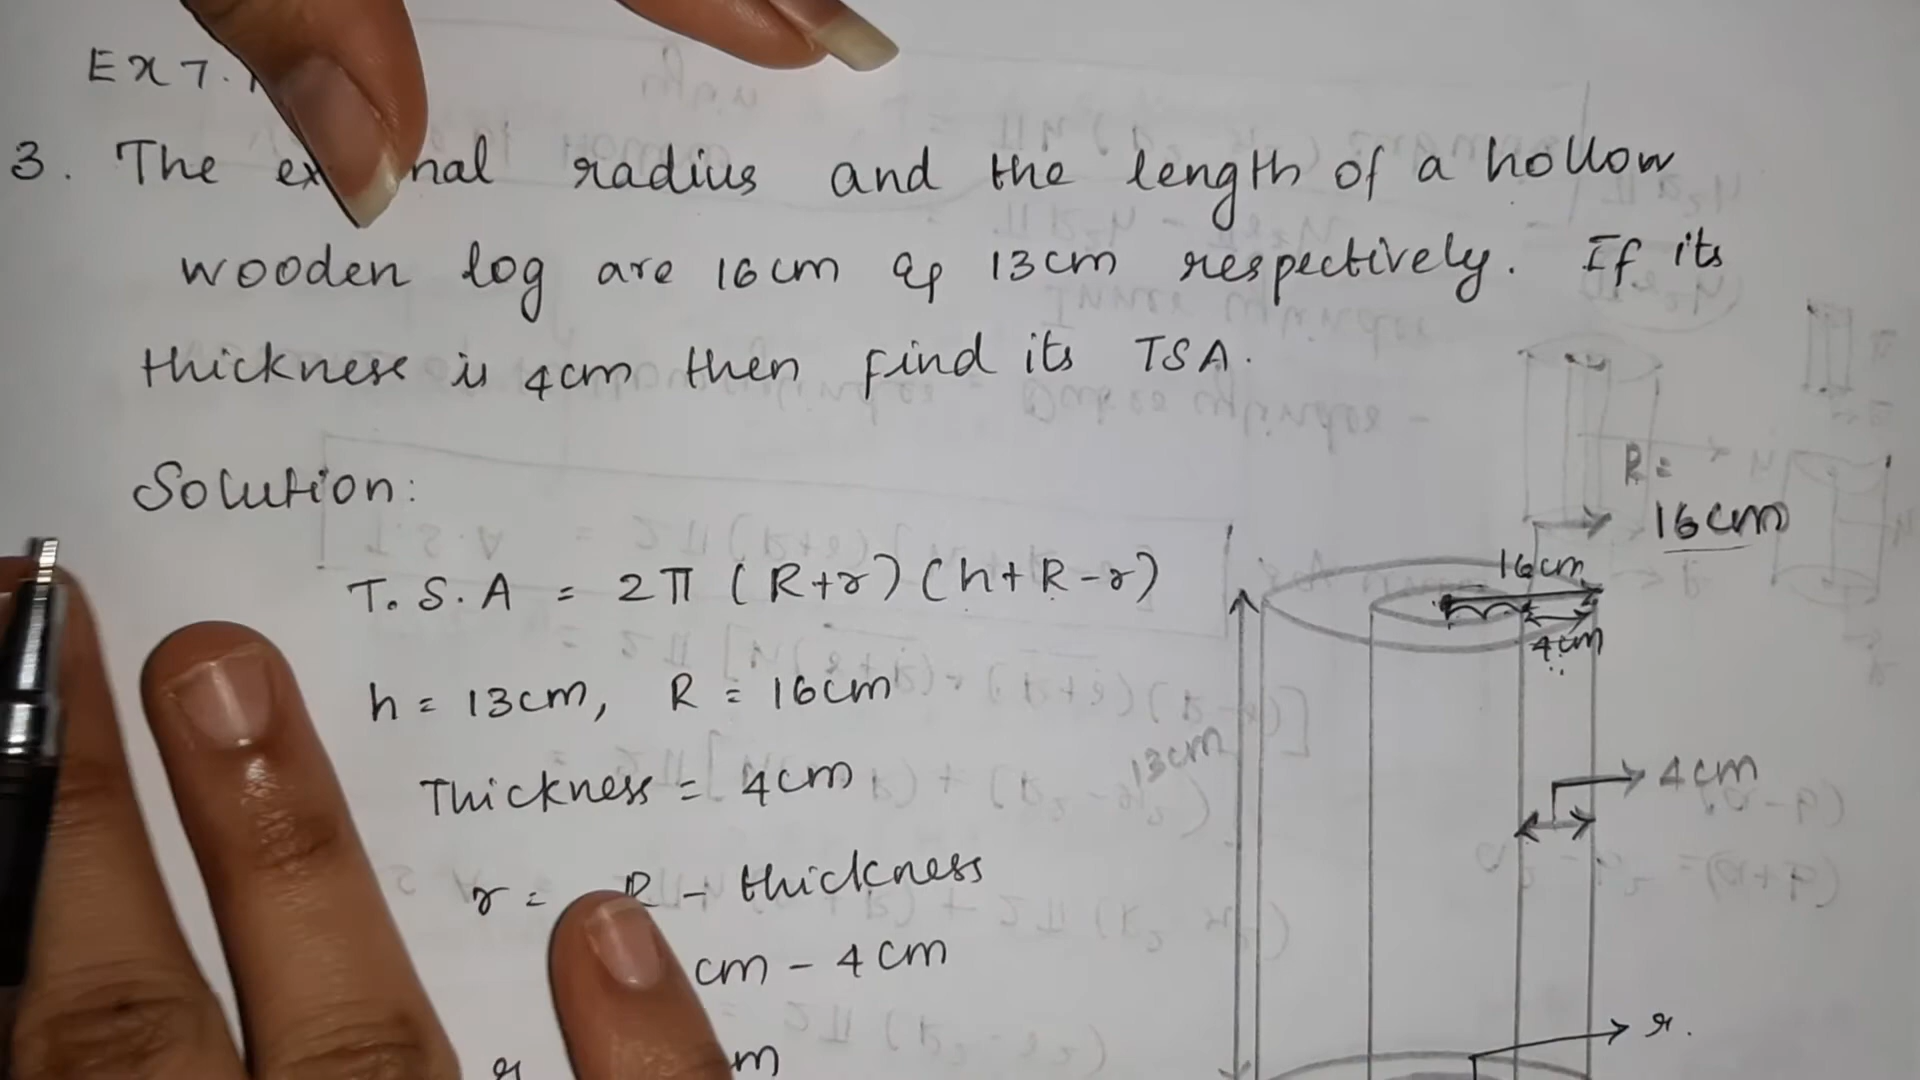 Ex 7.
3. The nal radius and the length of a hollow
wooden log are 16cm & 13cm respectively. If its
thickness is 4cm then find its TSA.
Solution:
T.S.A = 2π (R+r) (h+R-r)
h = 13cm, R = 16cm
Thickness = 4cm
r = R - thickness
cm - 4cm
r m
R =
16cm
16cm
4cm
13cm
4cm
r.